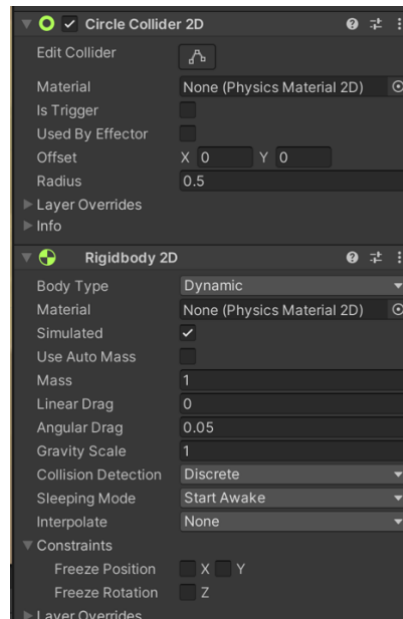 Circle Collider 2D
Edit Collider
Material None (Physics Material 2D)
Is Trigger
Used By Effector
Offset X 0 Y 0
Radius 0.5
Layer Overrides
Info
Rigidbody 2D
Body Type Dynamic
Material None (Physics Material 2D)
Simulated
Use Auto Mass
Mass 1
Linear Drag 0
Angular Drag 0.05
Gravity Scale 1
Collision Detection Discrete
Sleeping Mode Start Awake
Interpolate None
Constraints
Freeze Position X Y
Freeze Rotation Z
Layer Overrides